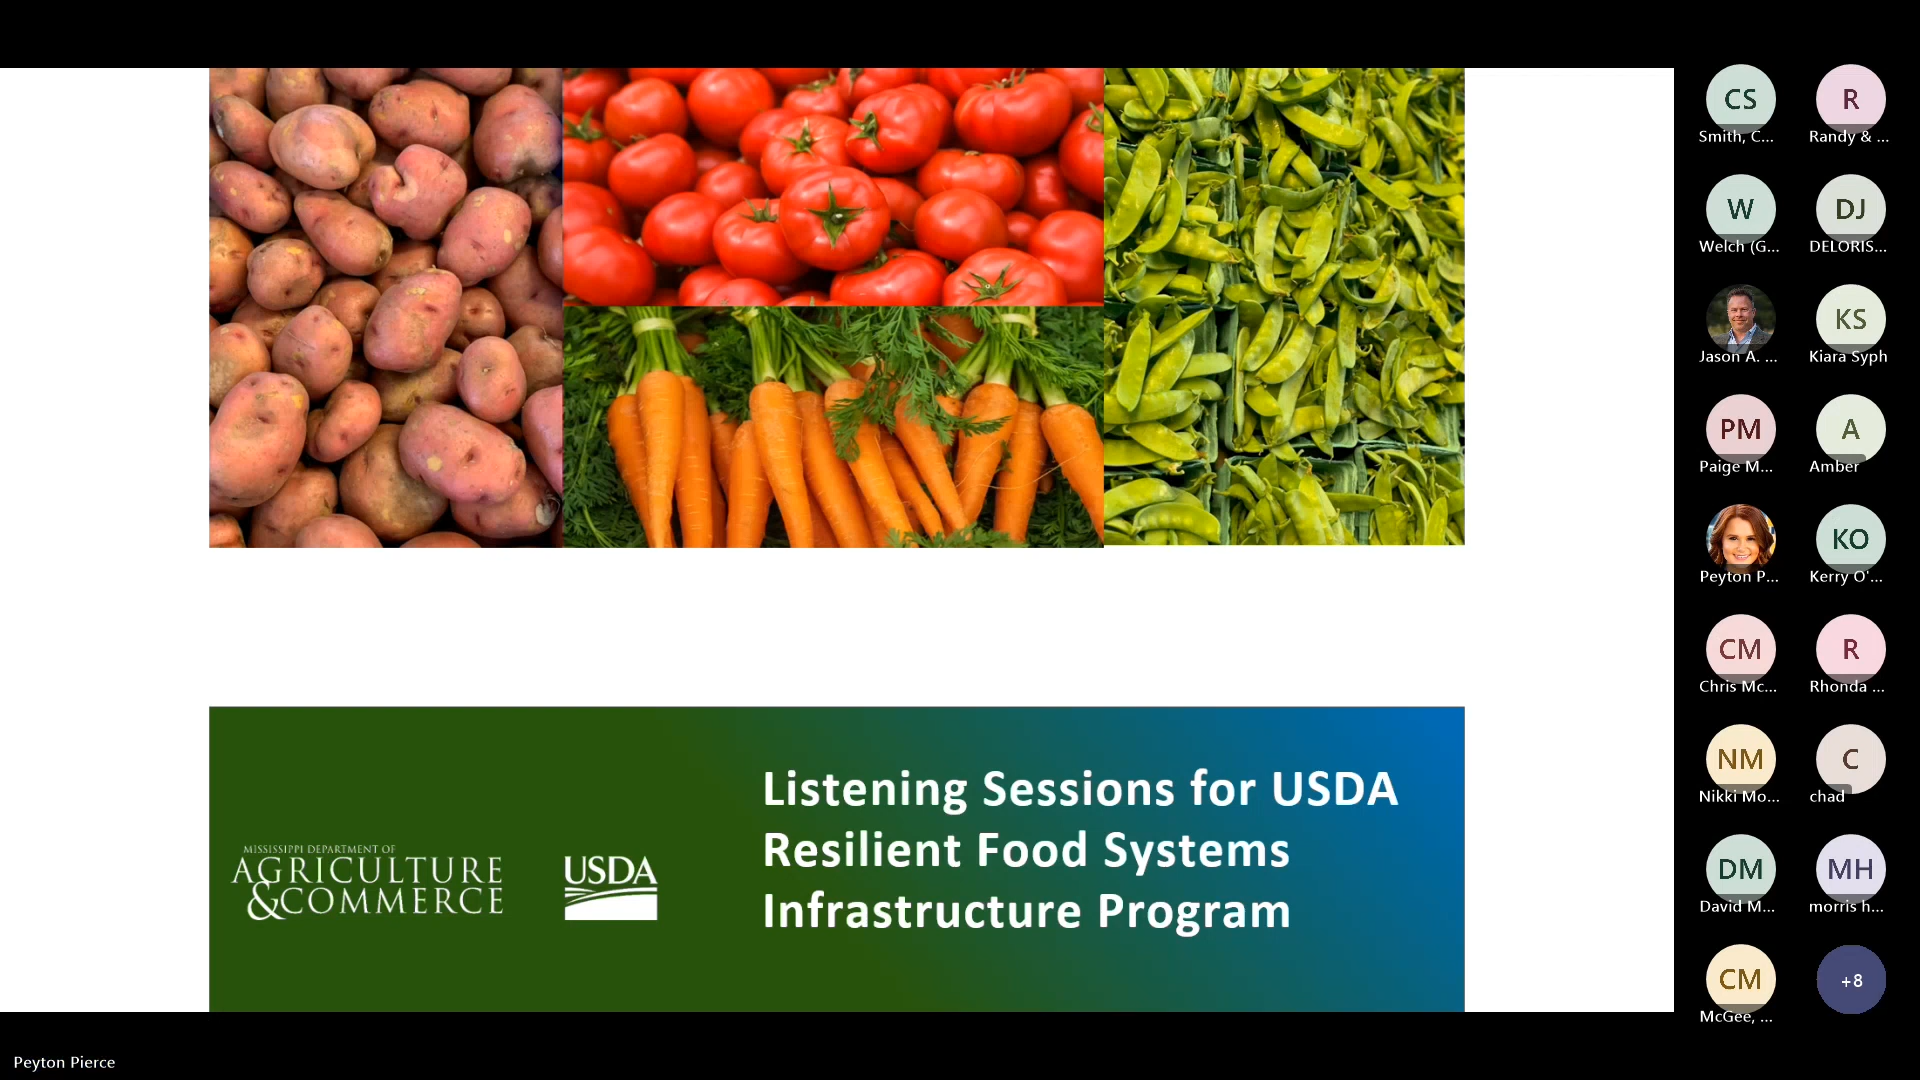 MISSISSIPPI DEPARTMENT OF
AGRICULTURE
&COMMERCE
USDA
Listening Sessions for USDA
Resilient Food Systems
Infrastructure Program
CS
Smith, C...
R
Randy & ...
W
Welch (G...
DJ
DELORIS...
Jason A. ...
KS
Kiara Syph
PM
Paige M...
A
Amber
Peyton P...
KO
Kerry O'...
CM
Chris Mc...
R
Rhonda ...
NM
Nikki Mo...
C
chad
DM
David M...
MH
morris h...
CM
McGee, ...
+8
Peyton Pierce